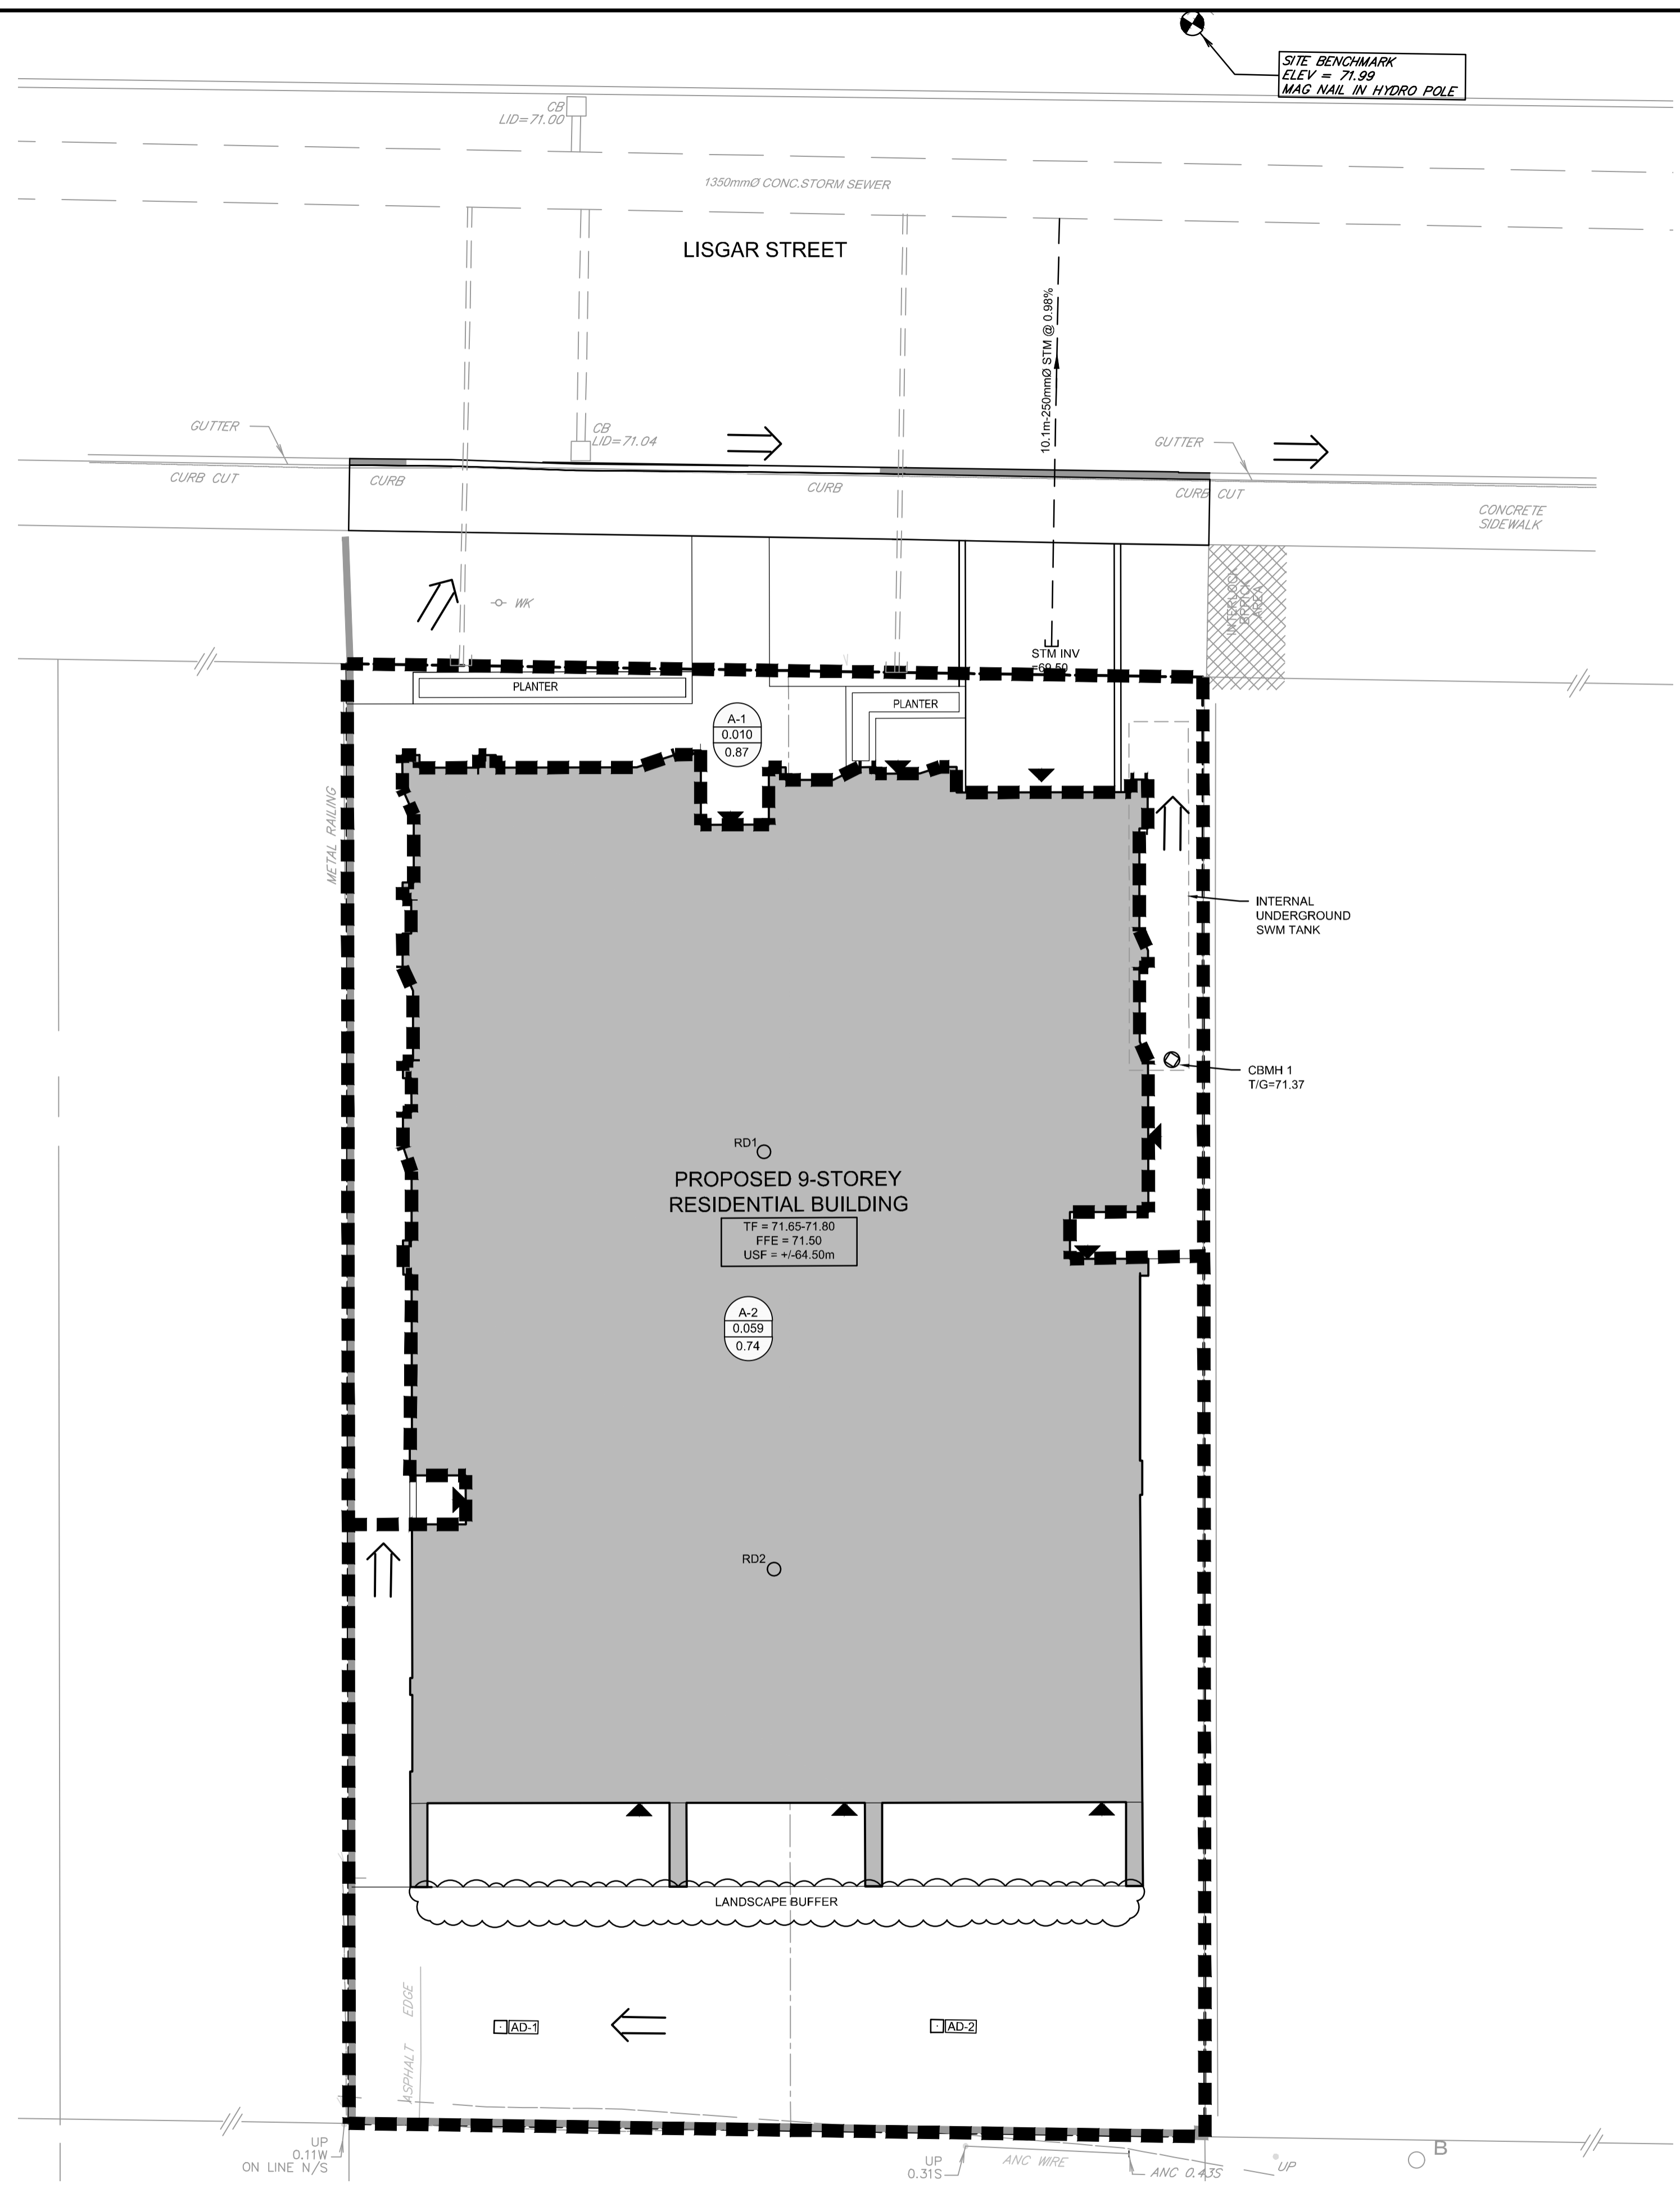 SITE BENCHMARK
ELEV = 71.99
MAG NAIL IN HYDRO POLE
CB
LID=71.00
1350mmØ CONC.STORM SEWER
LISGAR STREET
10.1m-250mmØ STM @ 0.98%
CB
LID=71.04
GUTTER
GUTTER
CURB CUT
CURB
CURB
CURB CUT
CONCRETE
SIDEWALK
INTERLOCK
BRICK
AREA
WK
STM INV
=69.50
PLANTER
PLANTER
A-1
0.010
0.87
METAL RAILING
INTERNAL
UNDERGROUND
SWM TANK
CBMH 1
T/G=71.37
RD1
PROPOSED 9-STOREY
RESIDENTIAL BUILDING
TF = 71.65-71.80
FFE = 71.50
USF = +/-64.50m
A-2
0.059
0.74
RD2
LANDSCAPE BUFFER
ASPHALT EDGE
AD-1
AD-2
UP
0.11W
ON LINE N/S
UP
0.31S
ANC WIRE
ANC 0.43S
UP
B